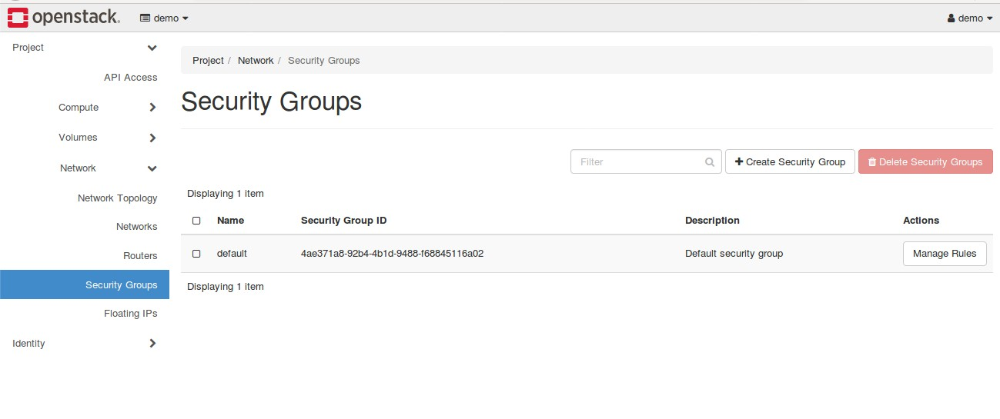 openstack. demo demo
Project
API Access
Compute
Volumes
Network
Network Topology
Networks
Routers
Security Groups
Floating IPs
Identity
Project / Network / Security Groups
Security Groups
Filter Create Security Group Delete Security Groups
Displaying 1 item
Name Security Group ID Description Actions
default 4ae371a8-92b4-4b1d-9488-f68845116a02 Default security group Manage Rules
Displaying 1 item